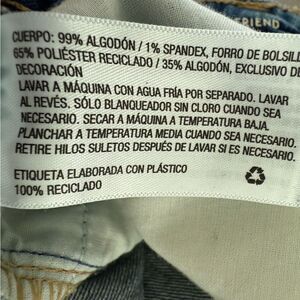 FRIEND
CUERPO: 99% ALGODÓN / 1% SPANDEX, FORRO DE BOLSILL
65% POLIÉSTER RECICLADO / 35% ALGODÓN, EXCLUSIVO DE
DECORACIÓN
LAVAR A MÁQUINA CON AGUA FRÍA POR SEPARADO. LAVAR
AL REVÉS. SÓLO BLANQUEADOR SIN CLORO CUANDO SEA
NECESARIO. SECAR A MÁQUINA A TEMPERATURA BAJA.
PLANCHAR A TEMPERATURA MEDIA CUANDO SEA NECESARIO.
RETIRE HILOS SULETOS DESPUÉS DE LAVAR SI ES NECESARIO.
ETIQUETA ELABORADA CON PLÁSTICO
100% RECICLADO